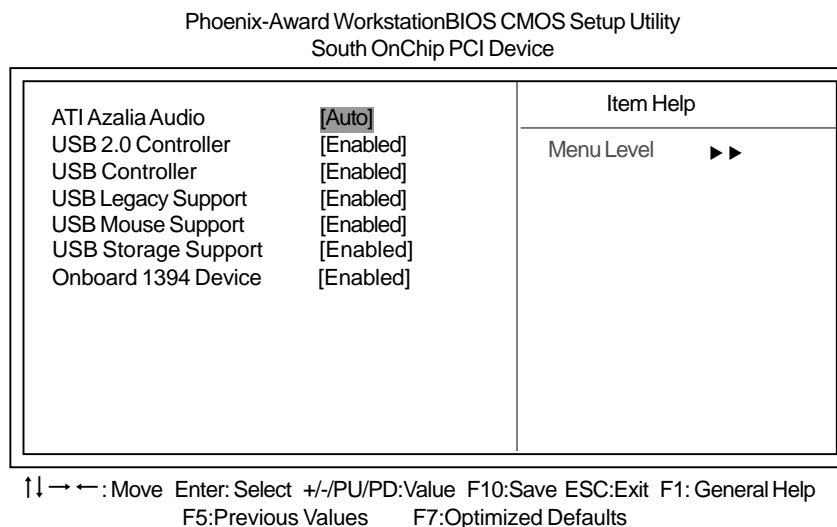 Phoenix-Award WorkstationBIOS CMOS Setup Utility
South OnChip PCI Device
ATI Azalia Audio [Auto]
USB 2.0 Controller [Enabled]
USB Controller [Enabled]
USB Legacy Support [Enabled]
USB Mouse Support [Enabled]
USB Storage Support [Enabled]
Onboard 1394 Device [Enabled]
Item Help
Menu Level ▶▶
↑↓→←: Move Enter: Select +/-/PU/PD:Value F10:Save ESC:Exit F1: General Help
F5:Previous Values F7:Optimized Defaults